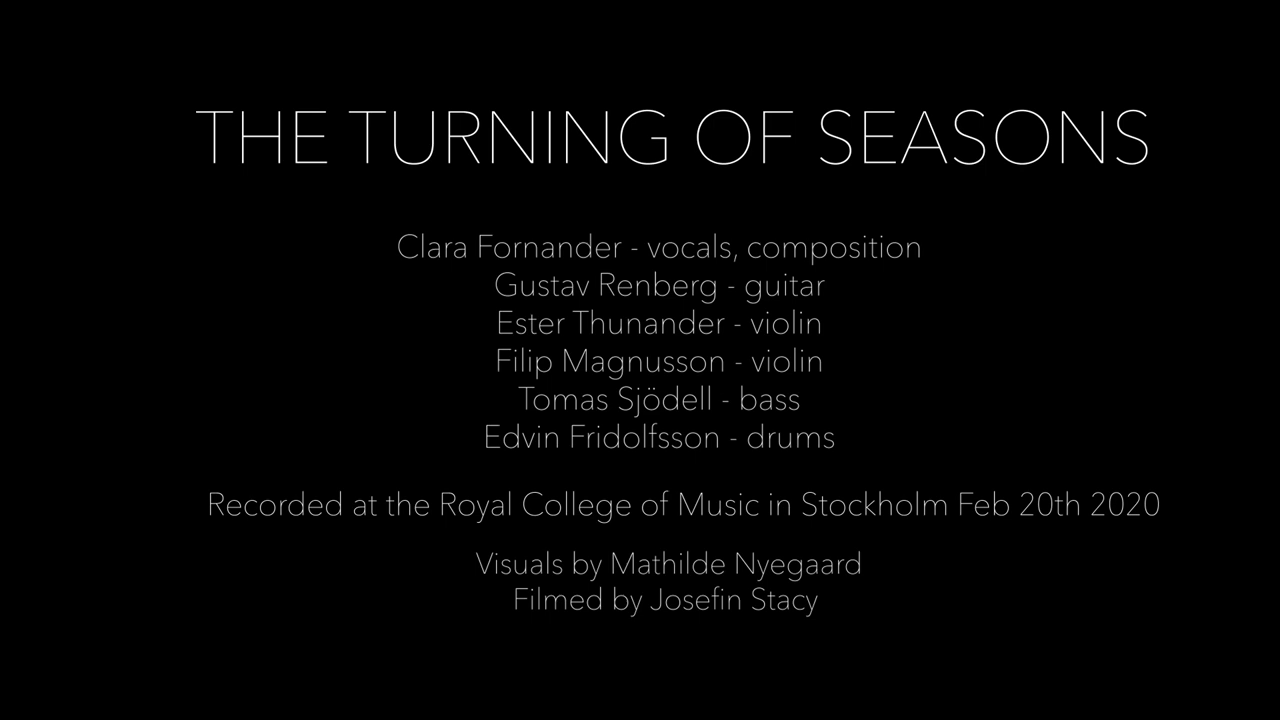 THE TURNING OF SEASONS
Clara Fornander - vocals, composition
Gustav Renberg - guitar
Ester Thunander - violin
Filip Magnusson - violin
Tomas Sjödell - bass
Edvin Fridolfsson - drums
Recorded at the Royal College of Music in Stockholm Feb 20th 2020
Visuals by Mathilde Nyegaard
Filmed by Josefin Stacy